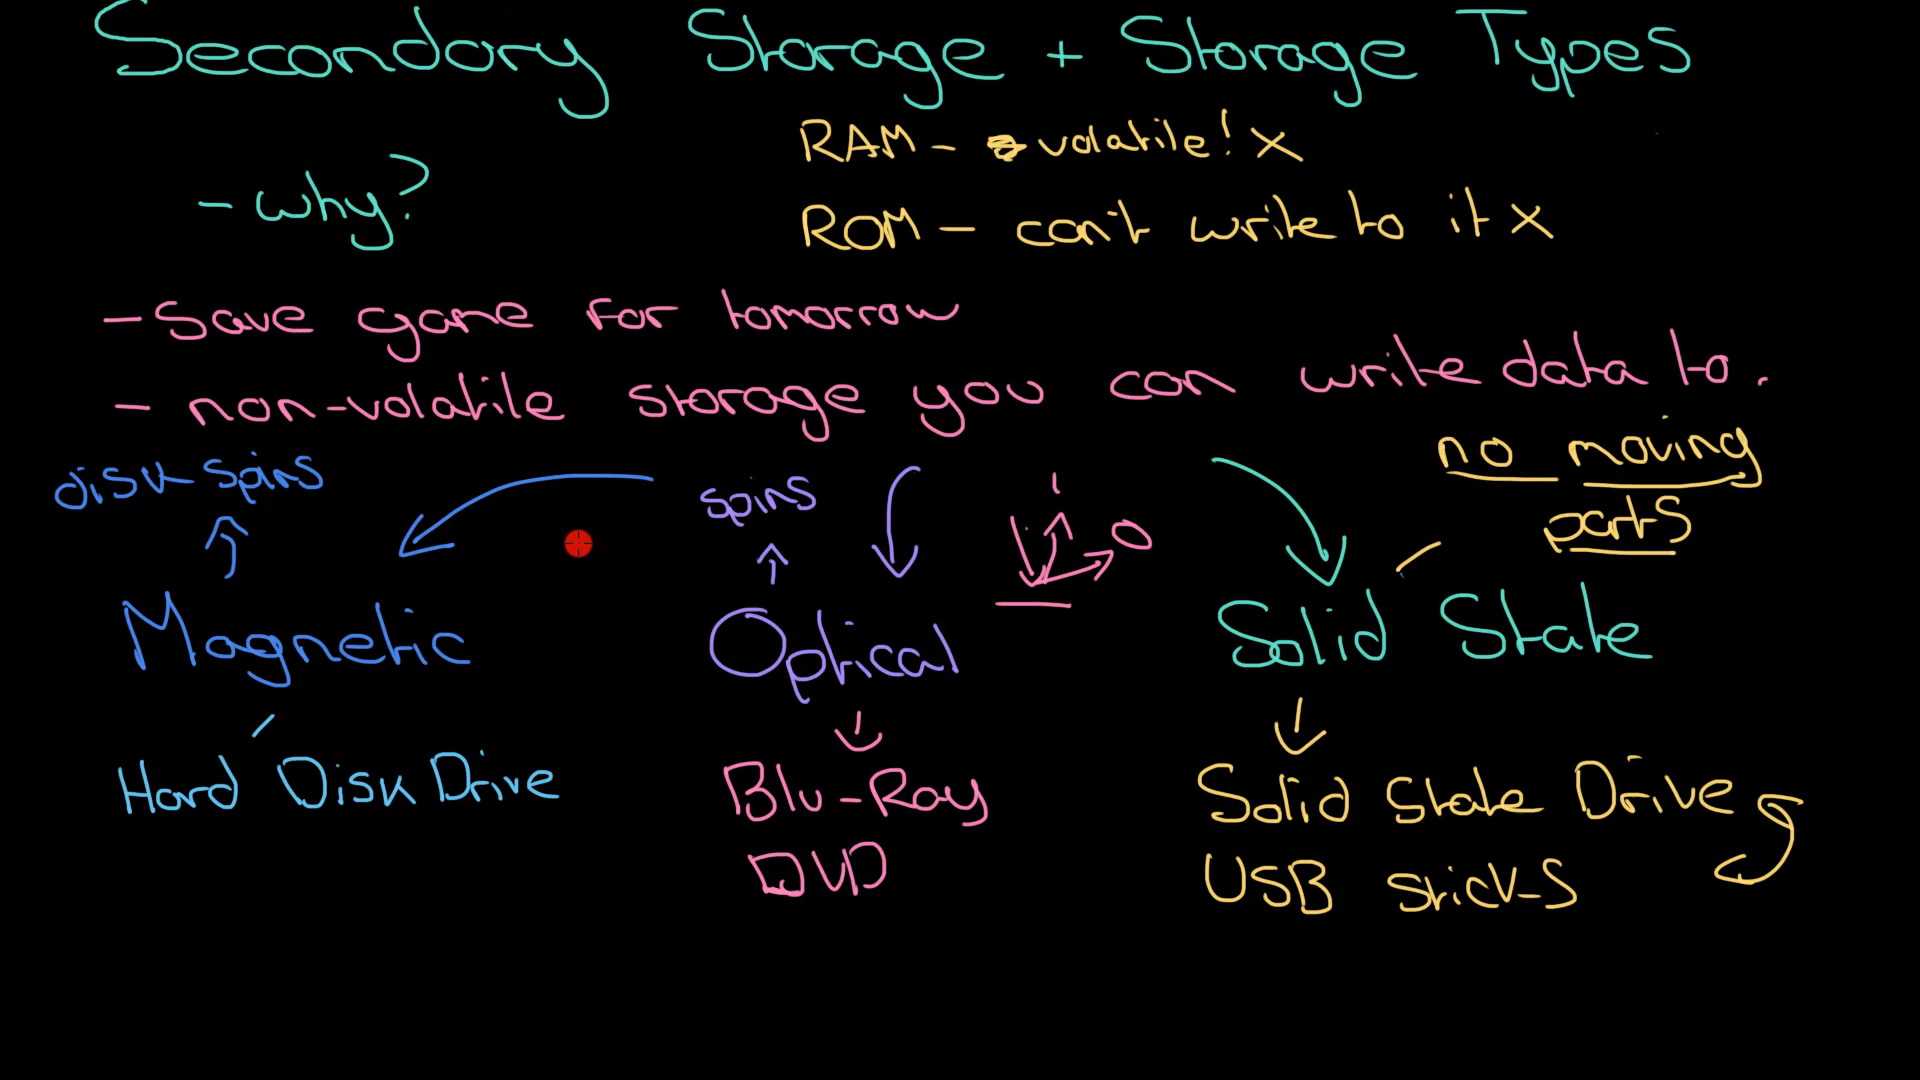 Secondary Storage + Storage Types
RAM - volatile! X
- why?
ROM - can't write to it X
- Save game for tomorrow
- non-volatile storage you can write data to.
disk spins
spins
1
0
no moving
parts
Magnetic
Optical
Solid State
Hard Disk Drive
Blu-Ray
DVD
Solid State Drive
USB sticks